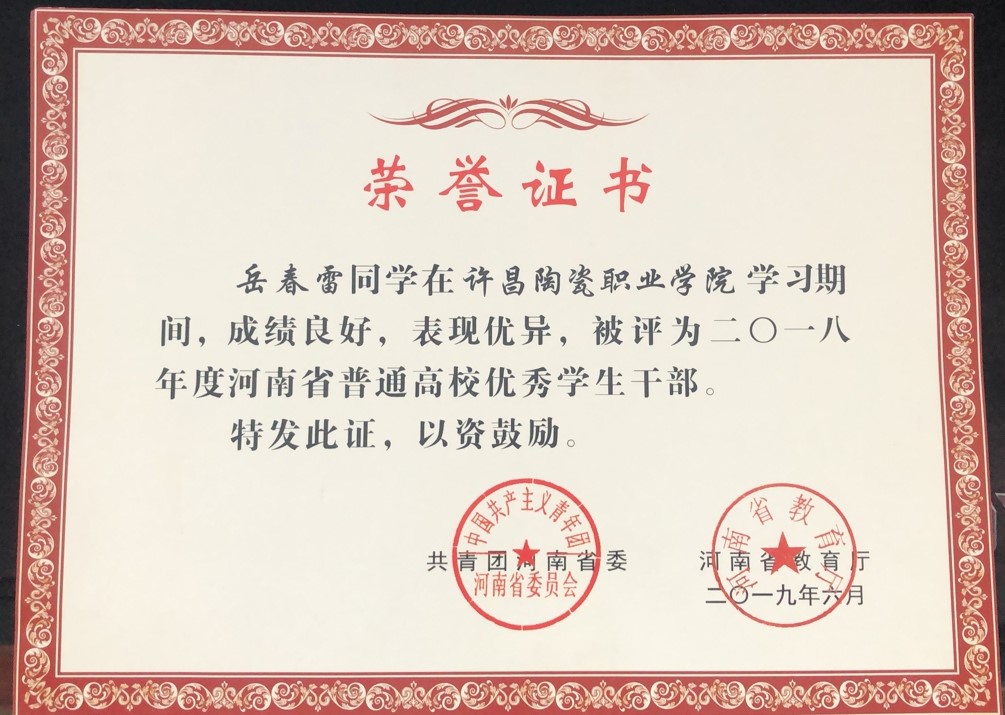 荣誉证书
岳春雷同学在许昌陶瓷职业学院学习期
间，成绩良好，表现优异，被评为二〇一八
年度河南省普通高校优秀学生干部。
特发此证，以资鼓励。
中国共产主义青年团
河南省委员会
共青团河南省委
河南省教育厅
河南省教育厅
二〇一九年六月